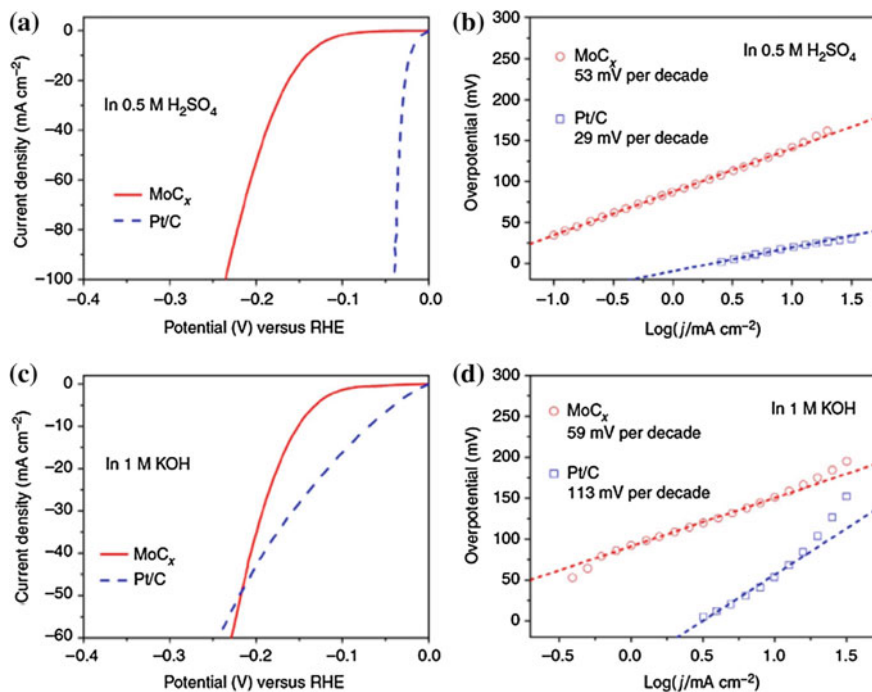 (a)
0
−20
−40
−60
−80
−100
Current density (mA cm⁻²)
In 0.5 M H₂SO₄
MoCₓ
Pt/C
−0.4
−0.3
−0.2
−0.1
0.0
Potential (V) versus RHE
(b)
300
250
200
150
100
50
0
Overpotential (mV)
MoCₓ
53 mV per decade
In 0.5 M H₂SO₄
Pt/C
29 mV per decade
−1.0
−0.5
0.0
0.5
1.0
1.5
Log(j/mA cm⁻²)
(c)
0
−10
−20
−30
−40
−50
−60
Current density (mA cm⁻²)
In 1 M KOH
MoCₓ
Pt/C
−0.4
−0.3
−0.2
−0.1
0.0
Potential (V) versus RHE
(d)
300
250
200
150
100
50
0
Overpotential (mV)
MoCₓ
59 mV per decade
In 1 M KOH
Pt/C
113 mV per decade
−0.5
0.0
0.5
1.0
1.5
Log(j/mA cm⁻²)